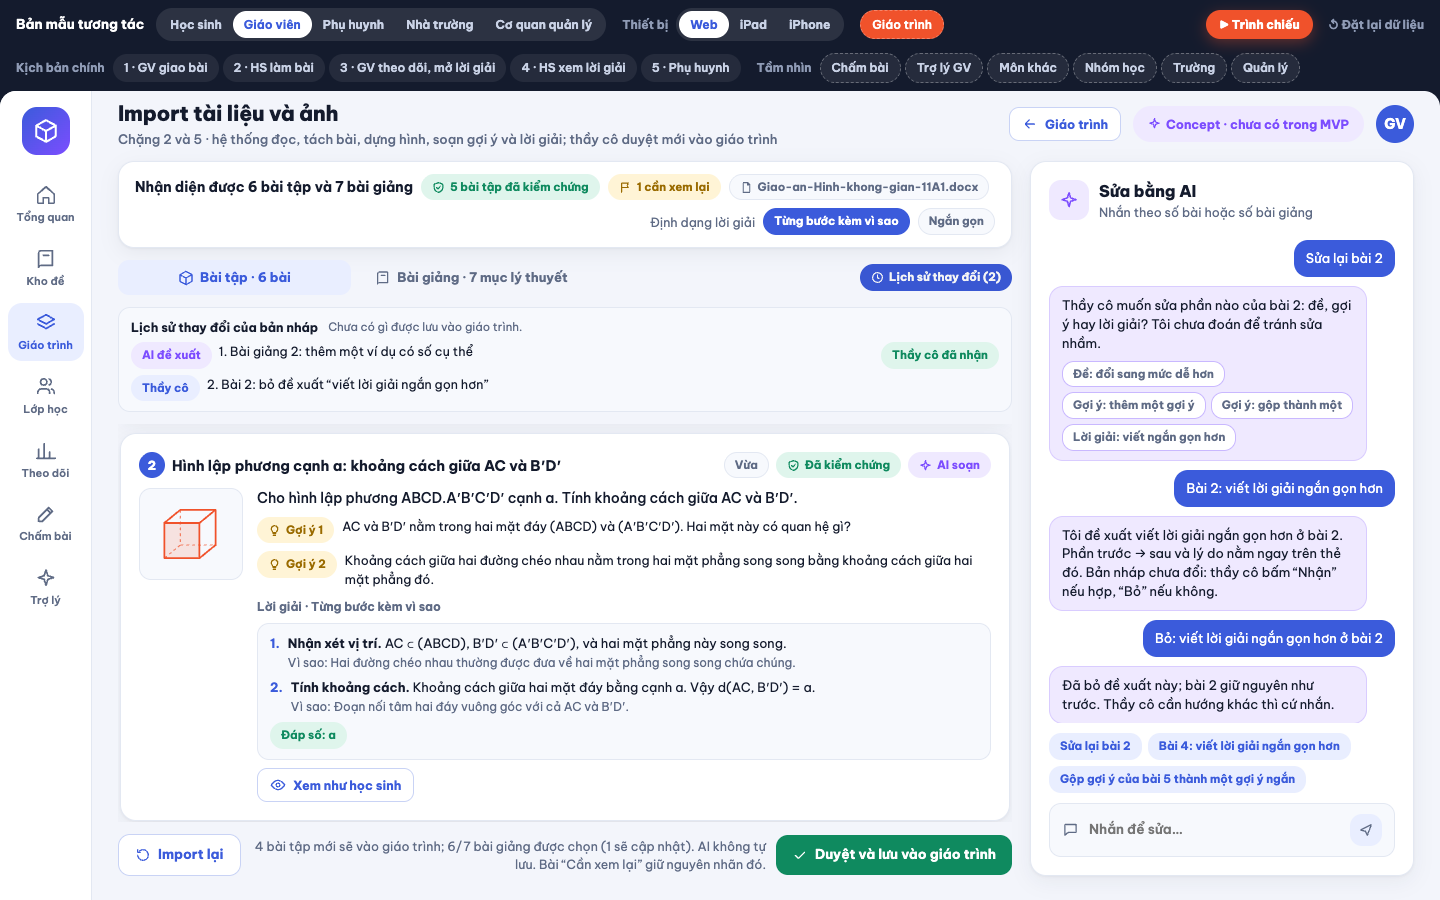 Bản mẫu tương tác Học sinh Giáo viên Phụ huynh Nhà trường Cơ quan quản lý Thiết bị Web iPad iPhone Giáo trình Trình chiếu Đặt lại dữ liệu
Kịch bản chính 1 · GV giao bài 2 · HS làm bài 3 · GV theo dõi, mở lời giải 4 · HS xem lời giải 5 · Phụ huynh Tầm nhìn Chấm bài Trợ lý GV Môn khác Nhóm học Trường Quản lý
Tổng quan
Kho đề
Giáo trình
Lớp học
Theo dõi
Chấm bài
Trợ lý
Import tài liệu và ảnh
Chặng 2 và 5 · hệ thống đọc, tách bài, dựng hình, soạn gợi ý và lời giải; thầy cô duyệt mới vào giáo trình
← Giáo trình
Concept · chưa có trong MVP
GV
Nhận diện được 6 bài tập và 7 bài giảng 5 bài tập đã kiểm chứng 1 cần xem lại Giao-an-Hinh-khong-gian-11A1.docx
Định dạng lời giải Từng bước kèm vì sao Ngắn gọn
Bài tập · 6 bài Bài giảng · 7 mục lý thuyết Lịch sử thay đổi (2)
Lịch sử thay đổi của bản nháp Chưa có gì được lưu vào giáo trình.
AI đề xuất 1. Bài giảng 2: thêm một ví dụ có số cụ thể Thầy cô đã nhận
Thầy cô 2. Bài 2: bỏ đề xuất “viết lời giải ngắn gọn hơn”
2 Hình lập phương cạnh a: khoảng cách giữa AC và B′D′ Vừa Đã kiểm chứng AI soạn
Cho hình lập phương ABCD.A′B′C′D′ cạnh a. Tính khoảng cách giữa AC và B′D′.
Gợi ý 1 AC và B′D′ nằm trong hai mặt đáy (ABCD) và (A′B′C′D′). Hai mặt này có quan hệ gì?
Gợi ý 2 Khoảng cách giữa hai đường chéo nhau nằm trong hai mặt phẳng song song bằng khoảng cách giữa hai
mặt phẳng đó.
Lời giải · Từng bước kèm vì sao
1. Nhận xét vị trí. AC ⊂ (ABCD), B′D′ ⊂ (A′B′C′D′), và hai mặt phẳng này song song.
Vì sao: Hai đường chéo nhau thường được đưa về hai mặt phẳng song song chứa chúng.
2. Tính khoảng cách. Khoảng cách giữa hai mặt đáy bằng cạnh a. Vậy d(AC, B′D′) = a.
Vì sao: Đoạn nối tâm hai đáy vuông góc với cả AC và B′D′.
Đáp số: a
Xem như học sinh
Import lại
4 bài tập mới sẽ vào giáo trình; 6/7 bài giảng được chọn (1 sẽ cập nhật). AI không tự
lưu. Bài “Cần xem lại” giữ nguyên nhãn đó.
Duyệt và lưu vào giáo trình
Sửa bằng AI
Nhắn theo số bài hoặc số bài giảng
Sửa lại bài 2
Thầy cô muốn sửa phần nào của bài 2: đề, gợi
ý hay lời giải? Tôi chưa đoán để tránh sửa
nhầm.
Đề: đổi sang mức dễ hơn
Gợi ý: thêm một gợi ý Gợi ý: gộp thành một
Lời giải: viết ngắn gọn hơn
Bài 2: viết lời giải ngắn gọn hơn
Tôi đề xuất viết lời giải ngắn gọn hơn ở bài 2.
Phần trước → sau và lý do nằm ngay trên thẻ
đó. Bản nháp chưa đổi: thầy cô bấm “Nhận”
nếu hợp, “Bỏ” nếu không.
Bỏ: viết lời giải ngắn gọn hơn ở bài 2
Đã bỏ đề xuất này; bài 2 giữ nguyên như
trước. Thầy cô cần hướng khác thì cứ nhắn.
Sửa lại bài 2 Bài 4: viết lời giải ngắn gọn hơn
Gộp gợi ý của bài 5 thành một gợi ý ngắn
Nhắn để sửa...